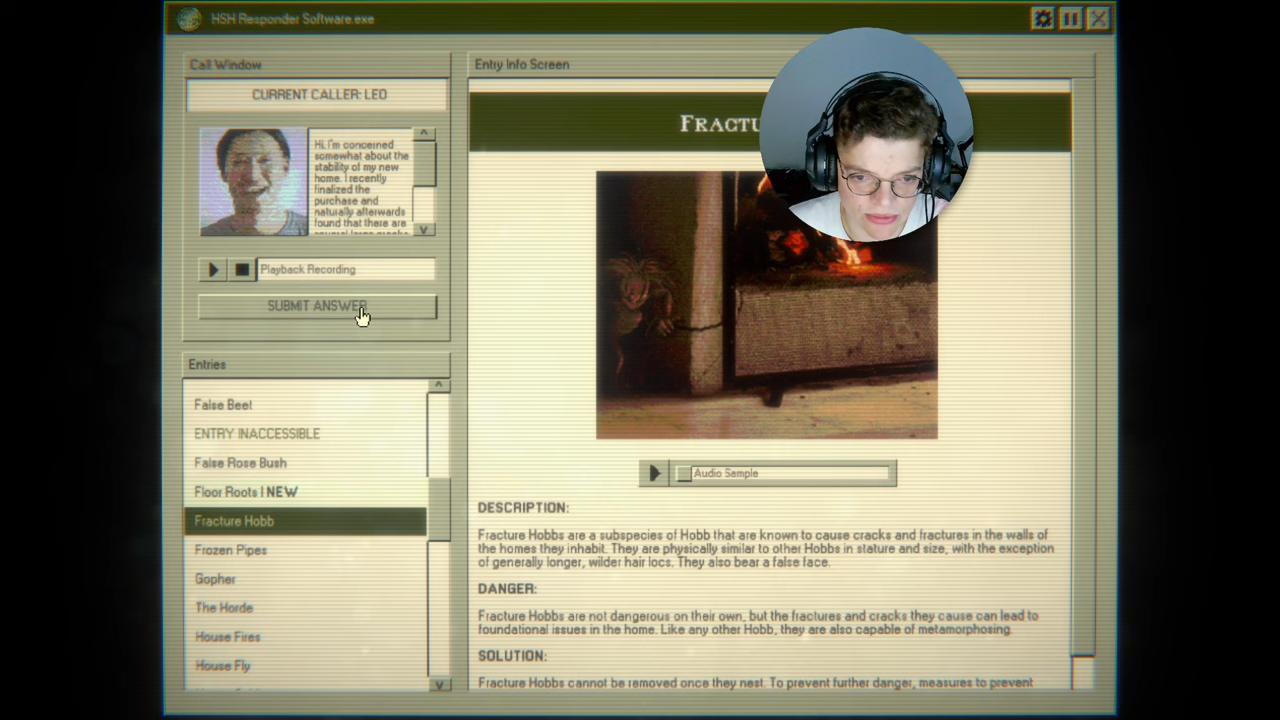 HSH Responder Software.exe
Call Window
CURRENT CALLER: LEO
Hi. I'm concerned
somewhat about the
stability of my new
home. I recently
finalized the
purchase and
naturally afterwards
found that there are
Playback Recording
SUBMIT ANSWER
Entries
False Beet
ENTRY INACCESSIBLE
False Rose Bush
Floor Roots | NEW
Fracture Hobb
Frozen Pipes
Gopher
The Horde
House Fires
House Fly
Entry Info Screen
FRACTU
Audio Sample
DESCRIPTION:
Fracture Hobbs are a subspecies of Hobb that are known to cause cracks and fractures in the walls of
the homes they inhabit. They are physically similar to other Hobbs in stature and size, with the exception
of generally longer, wilder hair locs. They also bear a false face.
DANGER:
Fracture Hobbs are not dangerous on their own, but the fractures and cracks they cause can lead to
foundational issues in the home. Like any other Hobb, they are also capable of metamorphosing.
SOLUTION:
Fracture Hobbs cannot be removed once they nest. To prevent further danger, measures to prevent